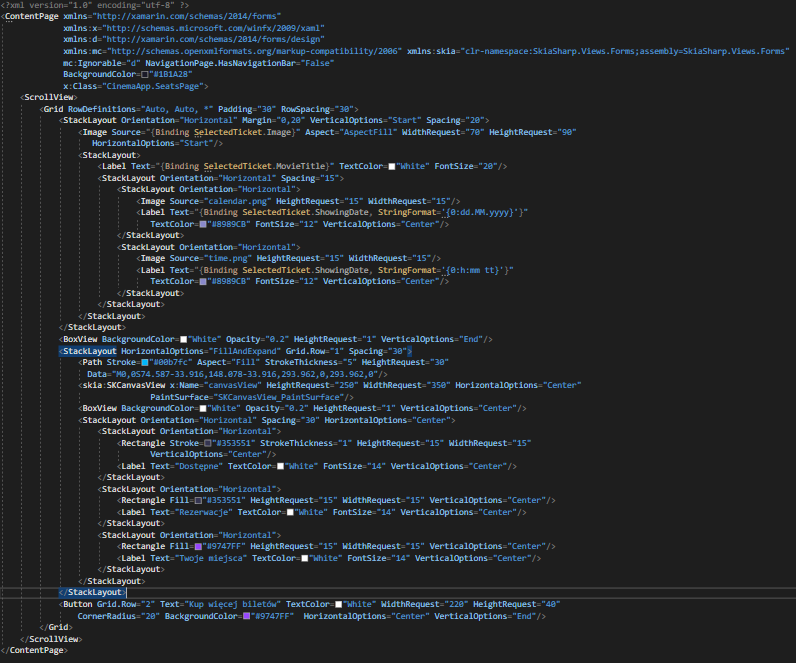 <?xml version="1.0" encoding="utf-8" ?>
<ContentPage xmlns="http://xamarin.com/schemas/2014/forms"
xmlns:x="http://schemas.microsoft.com/winfx/2009/xaml"
xmlns:d="http://xamarin.com/schemas/2014/forms/design"
xmlns:mc="http://schemas.openxmlformats.org/markup-compatibility/2006" xmlns:skia="clr-namespace:SkiaSharp.Views.Forms;assembly=SkiaSharp.Views.Forms"
mc:Ignorable="d" NavigationPage.HasNavigationBar="False"
BackgroundColor="#1B1A28"
x:Class="CinemaApp.SeatsPage">
<ScrollView>
<Grid RowDefinitions="Auto, Auto, *" Padding="30" RowSpacing="30">
<StackLayout Orientation="Horizontal" Margin="0,20" VerticalOptions="Start" Spacing="20">
<Image Source="{Binding SelectedTicket.Image}" Aspect="AspectFill" WidthRequest="70" HeightRequest="90"
HorizontalOptions="Start"/>
<StackLayout>
<Label Text="{Binding SelectedTicket.MovieTitle}" TextColor="White" FontSize="20"/>
<StackLayout Orientation="Horizontal" Spacing="15">
<StackLayout Orientation="Horizontal">
<Image Source="calendar.png" HeightRequest="15" WidthRequest="15"/>
<Label Text="{Binding SelectedTicket.ShowingDate, StringFormat='{0:dd.MM.yyyy}'}"
TextColor="#8989CB" FontSize="12" VerticalOptions="Center"/>
</StackLayout>
<StackLayout Orientation="Horizontal">
<Image Source="time.png" HeightRequest="15" WidthRequest="15"/>
<Label Text="{Binding SelectedTicket.ShowingDate, StringFormat='{0:h:mm tt}'}"
TextColor="#8989CB" FontSize="12" VerticalOptions="Center"/>
</StackLayout>
</StackLayout>
</StackLayout>
</StackLayout>
<BoxView BackgroundColor="White" Opacity="0.2" HeightRequest="1" VerticalOptions="End"/>
<StackLayout HorizontalOptions="FillAndExpand" Grid.Row="1" Spacing="30">
<Path Stroke="#00b7fc" Aspect="Fill" StrokeThickness="5" HeightRequest="30"
Data="M0,0S74.587-33.916,148.078-33.916,293.962,0,293.962,0"/>
<skia:SKCanvasView x:Name="canvasView" HeightRequest="250" WidthRequest="350" HorizontalOptions="Center"
PaintSurface="SKCanvasView_PaintSurface"/>
<BoxView BackgroundColor="White" Opacity="0.2" HeightRequest="1" VerticalOptions="Center"/>
<StackLayout Orientation="Horizontal" Spacing="30" HorizontalOptions="Center">
<StackLayout Orientation="Horizontal">
<Rectangle Stroke="#353551" StrokeThickness="1" HeightRequest="15" WidthRequest="15"
VerticalOptions="Center"/>
<Label Text="Dostępne" TextColor="White" FontSize="14" VerticalOptions="Center"/>
</StackLayout>
<StackLayout Orientation="Horizontal">
<Rectangle Fill="#353551" HeightRequest="15" WidthRequest="15" VerticalOptions="Center"/>
<Label Text="Rezerwacje" TextColor="White" FontSize="14" VerticalOptions="Center"/>
</StackLayout>
<StackLayout Orientation="Horizontal">
<Rectangle Fill="#9747FF" HeightRequest="15" WidthRequest="15" VerticalOptions="Center"/>
<Label Text="Twoje miejsca" TextColor="White" FontSize="14" VerticalOptions="Center"/>
</StackLayout>
</StackLayout>
</StackLayout>
<Button Grid.Row="2" Text="Kup więcej biletów" TextColor="White" WidthRequest="220" HeightRequest="40"
CornerRadius="20" BackgroundColor="#9747FF" HorizontalOptions="Center" VerticalOptions="End"/>
</Grid>
</ScrollView>
</ContentPage>